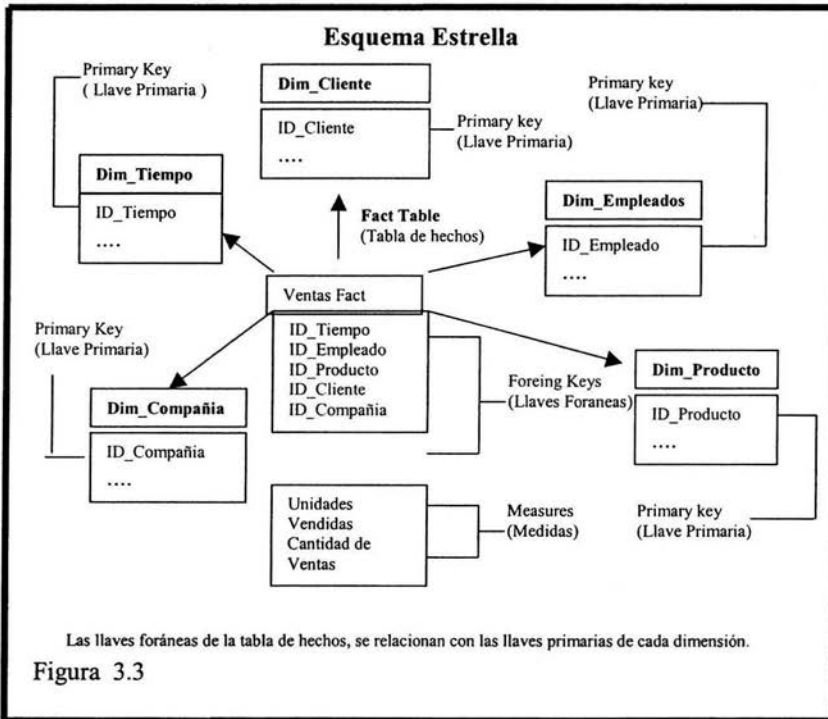 Esquema Estrella
Primary Key
( Llave Primaria )
Dim_Cliente
ID_Cliente
....
Primary key
(Llave Primaria)
Primary key
(Llave Primaria)
Dim_Tiempo
ID_Tiempo
....
Fact Table
(Tabla de hechos)
Dim_Empleados
ID_Empleado
....
Ventas Fact
ID_Tiempo
ID_Empleado
ID_Producto
ID_Cliente
ID_Compañia
Primary Key
(Llave Primaria)
Dim_Compañia
ID_Compañia
....
Foreing Keys
(Llaves Foraneas)
Dim_Producto
ID_Producto
....
Primary key
(Llave Primaria)
Unidades
Vendidas
Cantidad de
Ventas
Measures
(Medidas)
Las llaves foráneas de la tabla de hechos, se relacionan con las llaves primarias de cada dimensión.
Figura 3.3